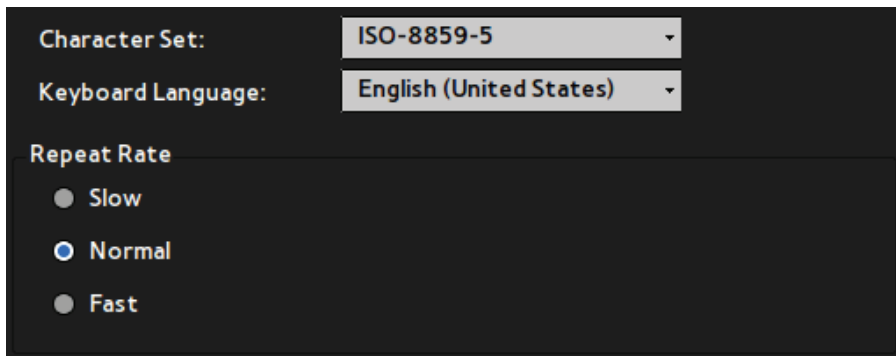 Character Set: ISO-8859-5
Keyboard Language: English (United States)
Repeat Rate
Slow
Normal
Fast